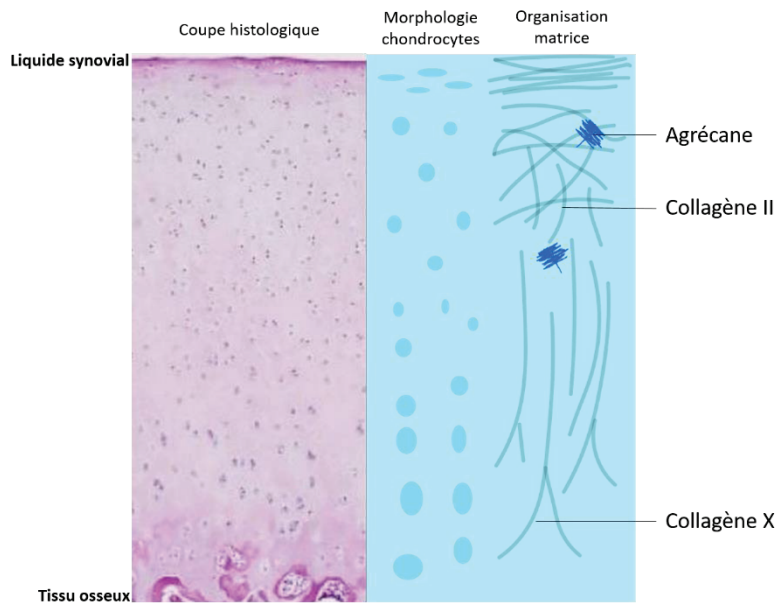 Coupe histologique
Morphologie
chondrocytes
Organisation
matrice
Liquide synovial
Agrécane
Collagène II
Collagène X
Tissu osseux